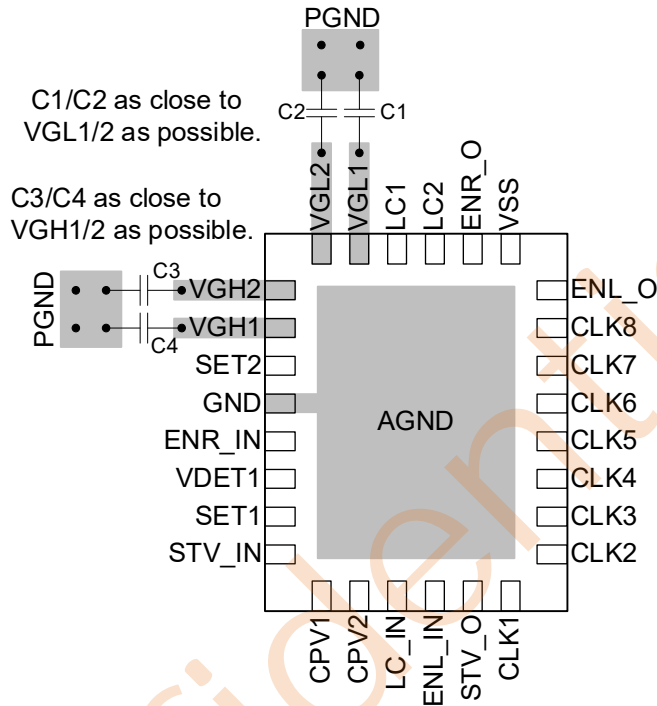 PGND
C1/C2 as close to
VGL1/2 as possible.
C2
C1
VGL2
VGL1
LC1
LC2
ENR_O
VSS
C3/C4 as close to
VGH1/2 as possible.
PGND
C3
C4
VGH2
VGH1
SET2
GND
ENR_IN
VDET1
SET1
STV_IN
AGND
ENL_O
CLK8
CLK7
CLK6
CLK5
CLK4
CLK3
CLK2
CPV1
CPV2
LC_IN
ENL_IN
STV_O
CLK1